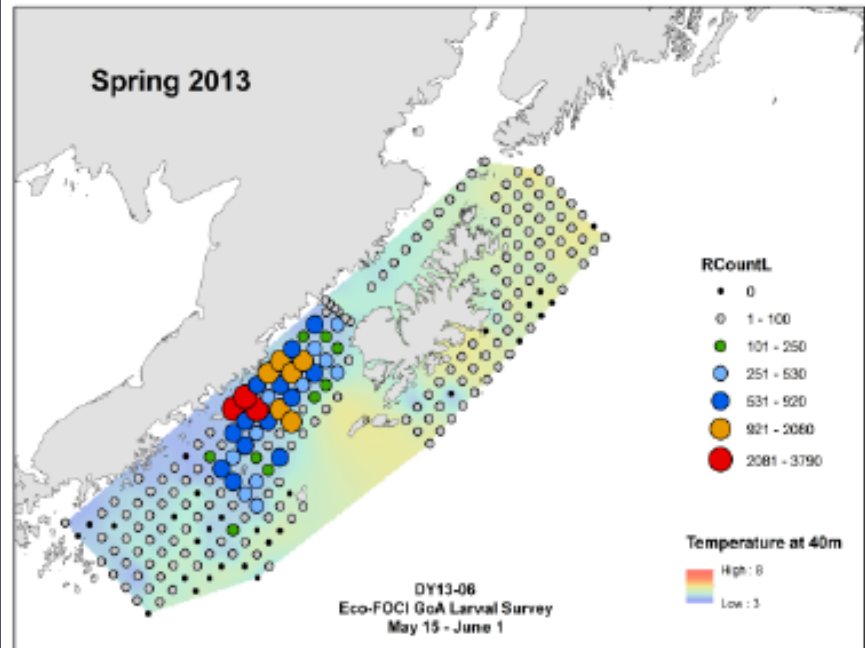 Spring 2013
RCountL
0
1 - 100
101 - 250
251 - 530
531 - 920
921 - 2080
2081 - 3790
Temperature at 40m
High : 8
Low : 3
DY13-06
Eco-FOCI GoA Larval Survey
May 15 - June 1